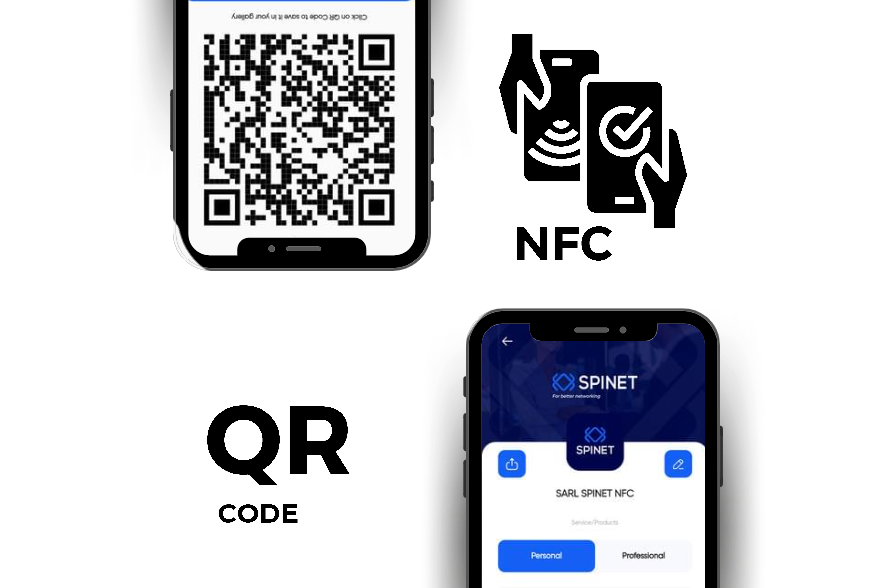 Click on QR Code to save it in your gallery
NFC
QR
CODE
SPINET
For better networking
SPINET
SARL SPINET NFC
Service/Products
Personal
Professional